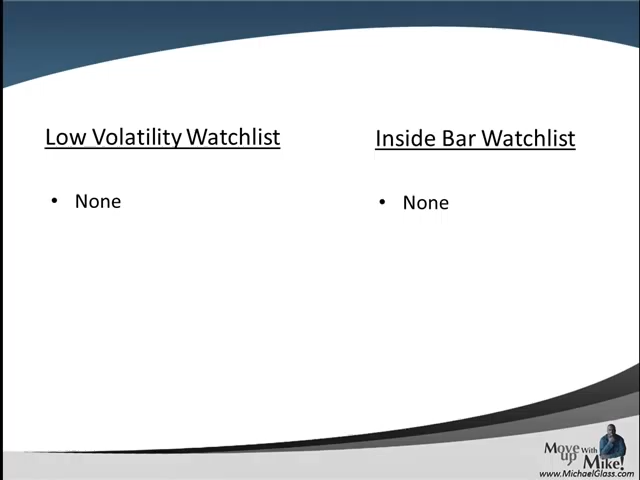 Low Volatility Watchlist
Inside Bar Watchlist
• None
• None
Move
up With
Mike!
www.MichaelGlass.com